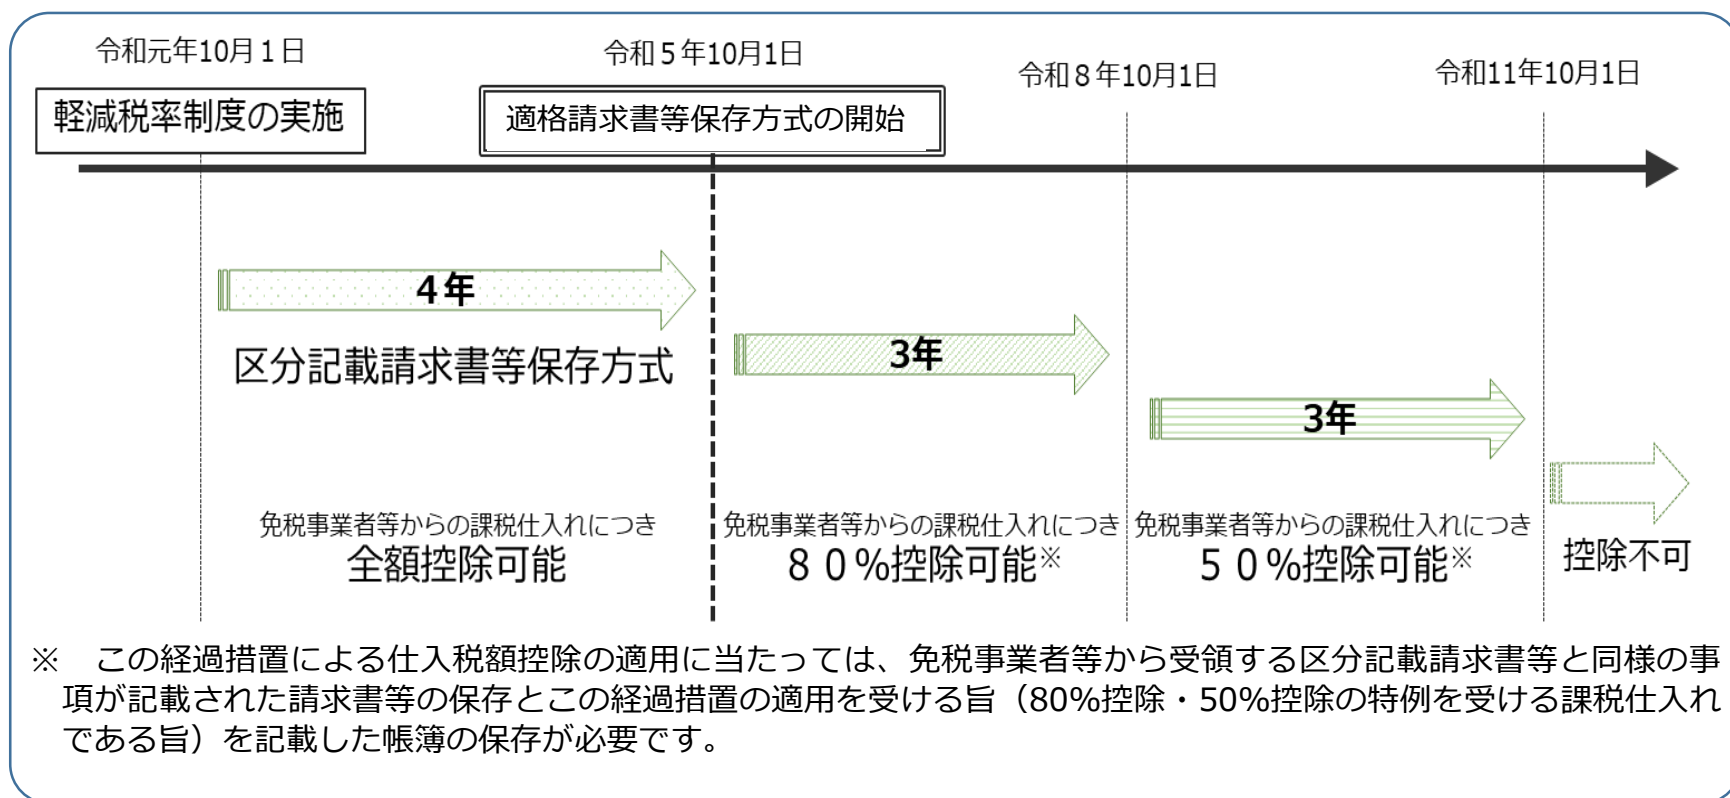 令和元年10月１日
令和５年10月1日
令和８年10月1日
令和11年10月1日
軽減税率制度の実施
適格請求書等保存方式の開始
４年
区分記載請求書等保存方式
3年
3年
免税事業者等からの課税仕入れにつき
全額控除可能
免税事業者等からの課税仕入れにつき
８０%控除可能※
免税事業者等からの課税仕入れにつき
５０%控除可能※
控除不可
※　この経過措置による仕入税額控除の適用に当たっては、免税事業者等から受領する区分記載請求書等と同様の事
項が記載された請求書等の保存とこの経過措置の適用を受ける旨（80%控除・50%控除の特例を受ける課税仕入れ
である旨）を記載した帳簿の保存が必要です。